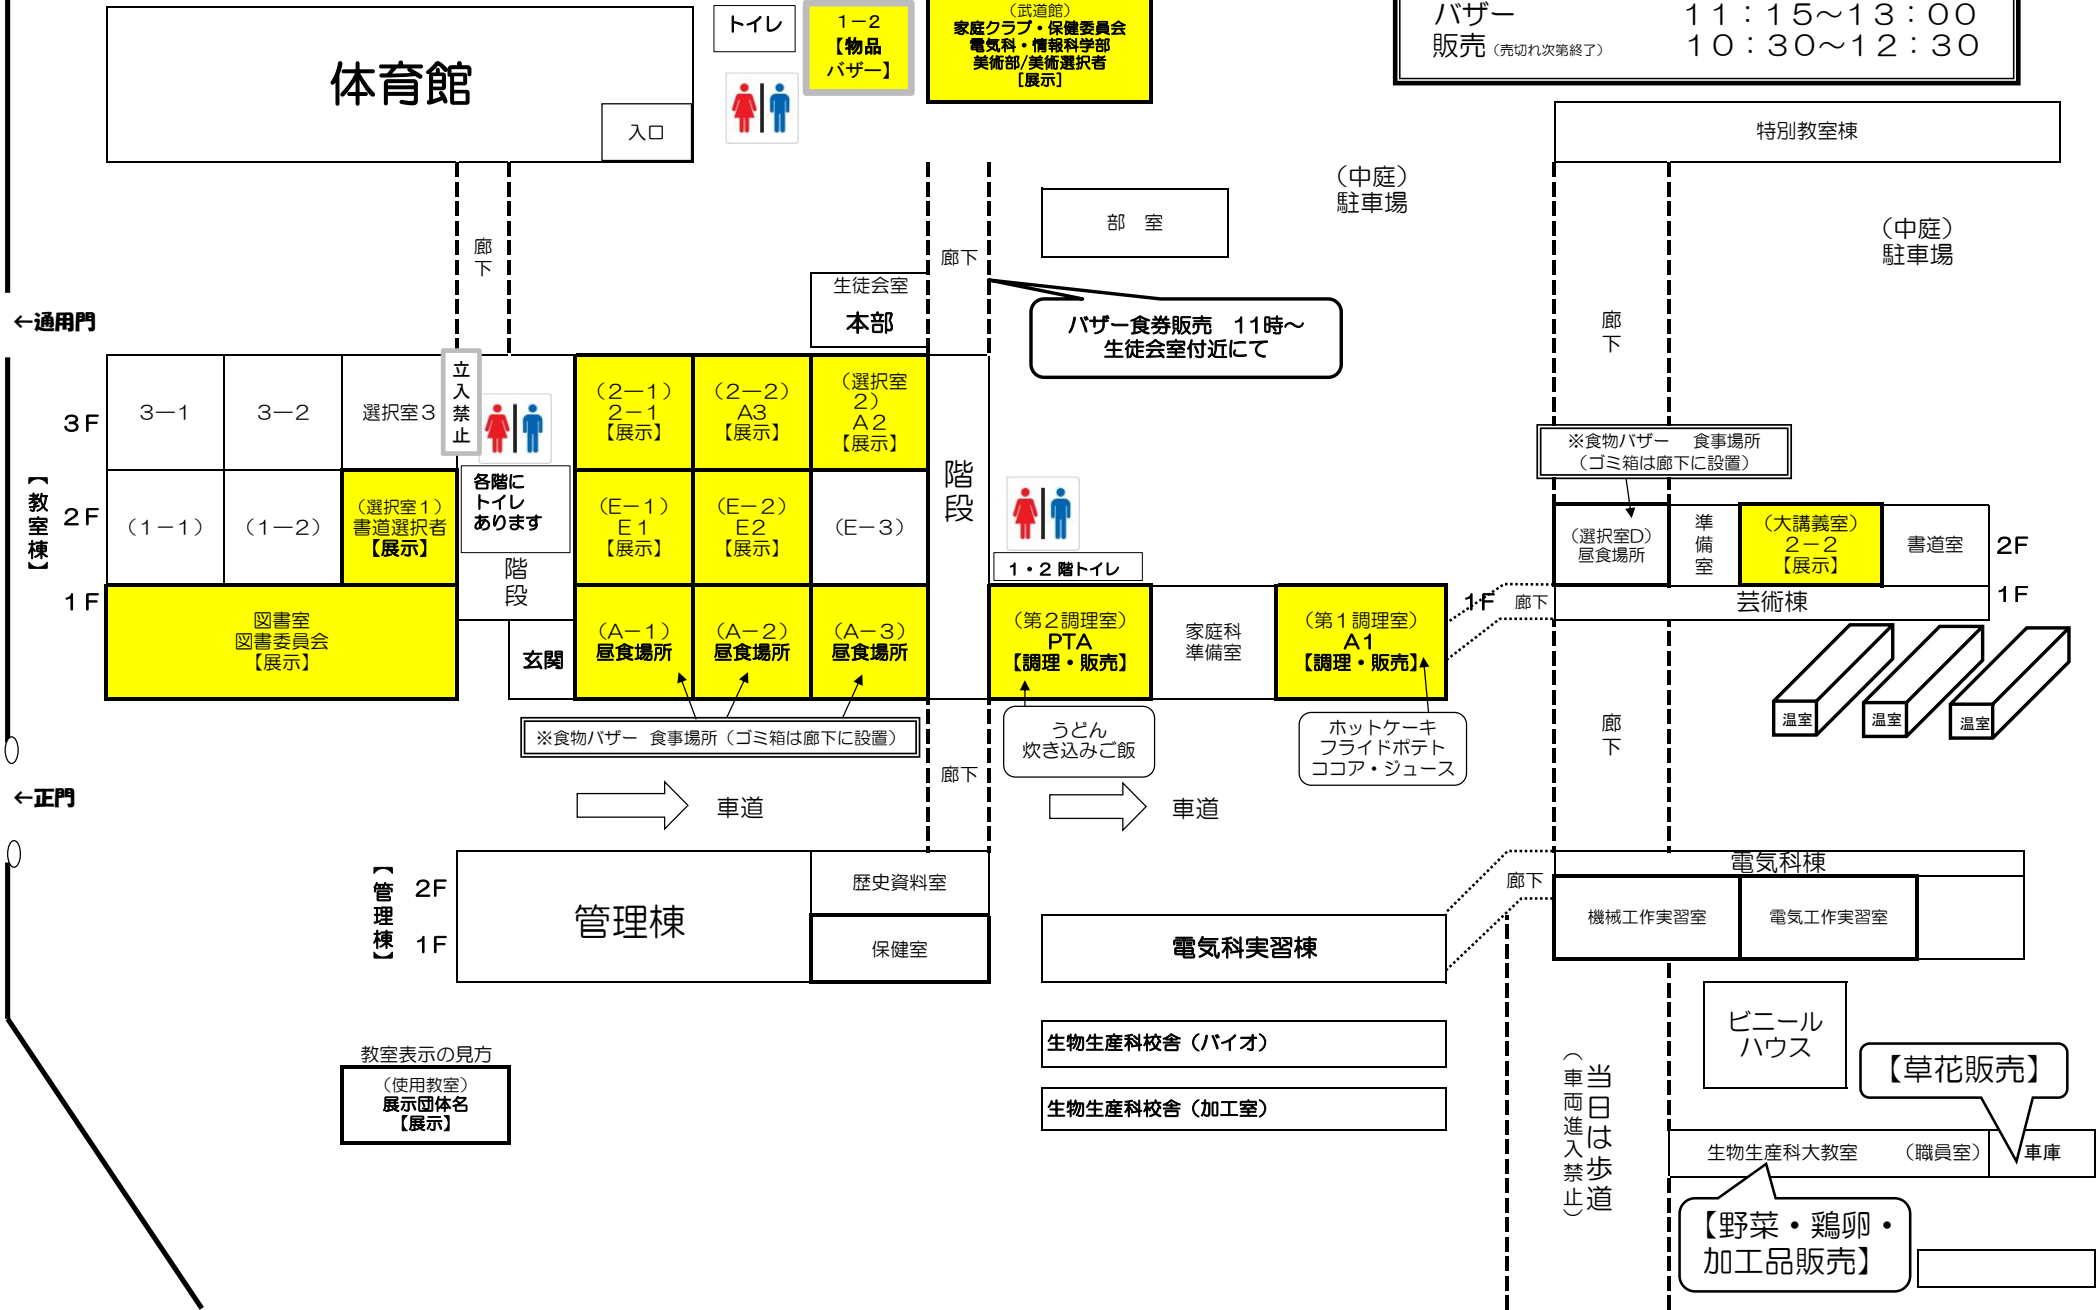 体育館
入口
トイレ
1－2
【物品
バザー】
（武道館）
家庭クラブ・保健委員会
電気科・情報科学部
美術部/美術選択者
［展示］
バザー　11：15～13：00
販売（売切れ次第終了）　10：30～12：30
特別教室棟
（中庭）
駐車場
（中庭）
駐車場
部　室
廊下
廊下
生徒会室
本部
バザー食券販売　11時～
生徒会室付近にて
廊下
←通用門
【教室棟】
3F
3－1
3－2
選択室3
立入禁止
（2－1）
2－1
【展示】
（2－2）
A3
【展示】
（選択室
2）
A2
【展示】
2F
（1－1）
（1－2）
（選択室1）
書道選択者
【展示】
各階に
トイレ
あります
階段
（E－1）
E1
【展示】
（E－2）
E2
【展示】
（E－3）
階段
1F
図書室
図書委員会
【展示】
玄関
（A－1）
昼食場所
（A－2）
昼食場所
（A－3）
昼食場所
※食物バザー　食事場所（ゴミ箱は廊下に設置）
1・2階トイレ
（第2調理室）
PTA
【調理・販売】
家庭科
準備室
（第1調理室）
A1
【調理・販売】
1F
廊下
うどん
炊き込みご飯
ホットケーキ
フライドポテト
ココア・ジュース
※食物バザー　食事場所
（ゴミ箱は廊下に設置）
（選択室D）
昼食場所
準備室
（大講義室）
2－2
【展示】
書道室
2F
芸術棟
1F
温室
温室
温室
廊下
廊下
←正門
車道
車道
【管理棟】
2F
1F
管理棟
歴史資料室
保健室
電気科実習棟
廊下
電気科棟
機械工作実習室
電気工作実習室
生物生産科校舎（バイオ）
生物生産科校舎（加工室）
教室表示の見方
（使用教室）
展示団体名
【展示】
当日は歩道
（車両進入禁止）
ビニール
ハウス
【草花販売】
生物生産科大教室　（職員室）
車庫
【野菜・鶏卵・
加工品販売】